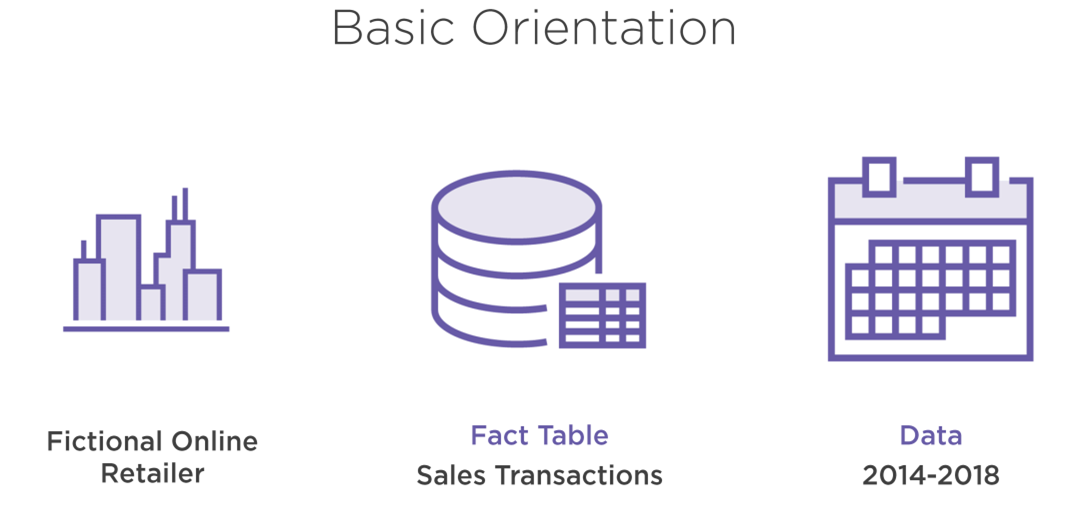 Basic Orientation
Fictional Online
Retailer
Fact Table
Sales Transactions
Data
2014-2018